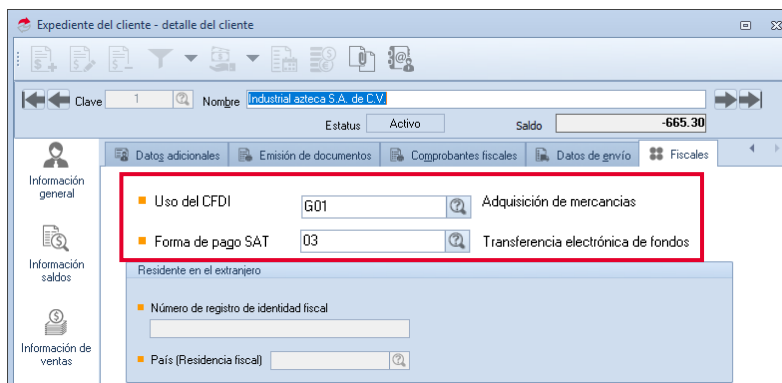 Expediente del cliente - detalle del cliente
Clave 1 Nombre Industrial azteca S.A. de C.V.
Estatus Activo Saldo -665.30
Datos adicionales Emisión de documentos Comprobantes fiscales Datos de envío Fiscales
Información general
Uso del CFDI G01 Adquisición de mercancias
Forma de pago SAT 03 Transferencia electrónica de fondos
Información saldos
Residente en el extranjero
Número de registro de identidad fiscal
Información de ventas
País (Residencia fiscal)